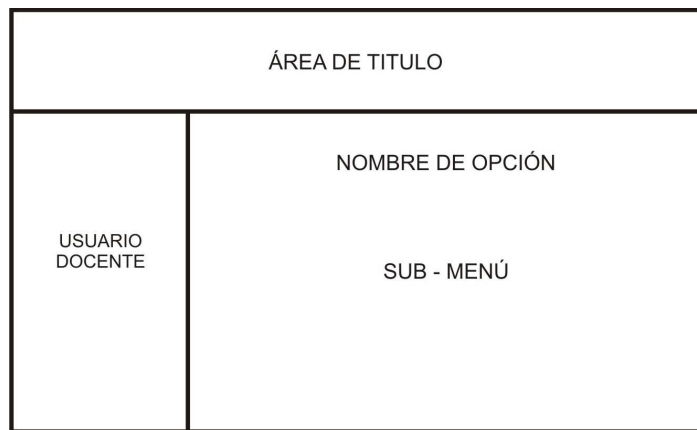 ÁREA DE TITULO
NOMBRE DE OPCIÓN
USUARIO
DOCENTE
SUB - MENÚ